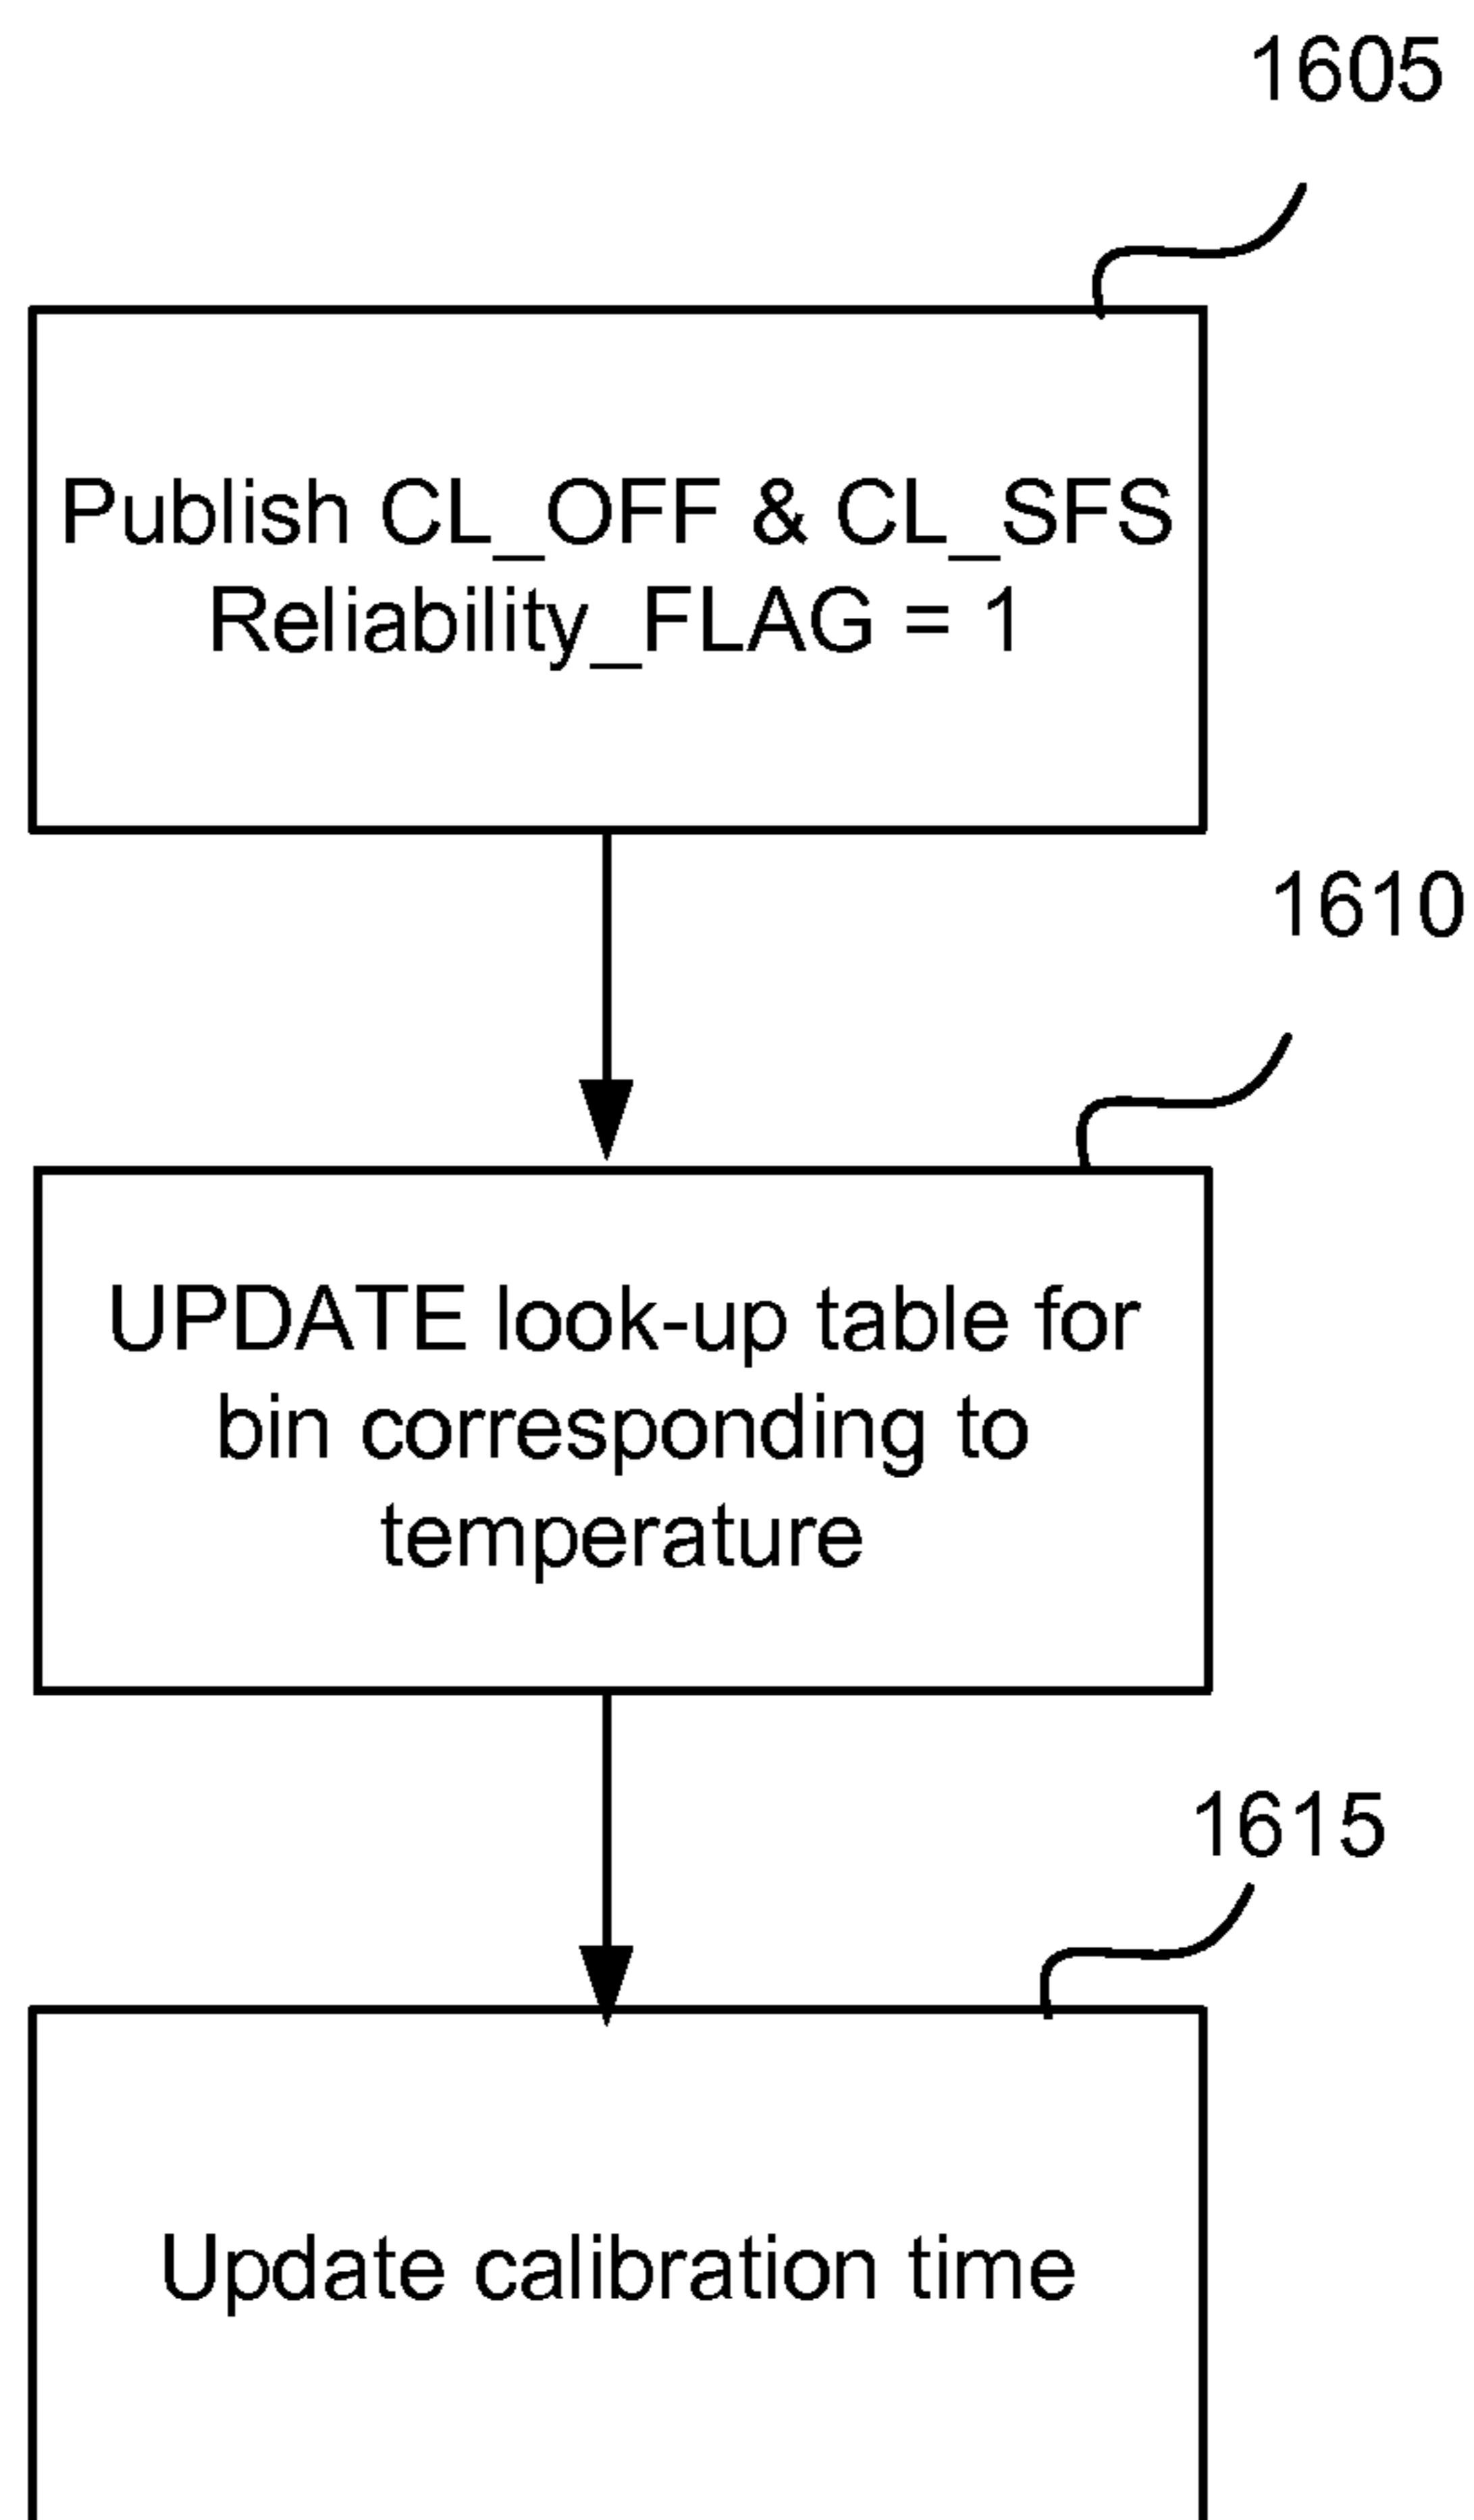 1605
Publish CL_OFF & CL_SFS
Reliability_FLAG = 1
1610
UPDATE look-up table for
bin corresponding to
temperature
1615
Update calibration time